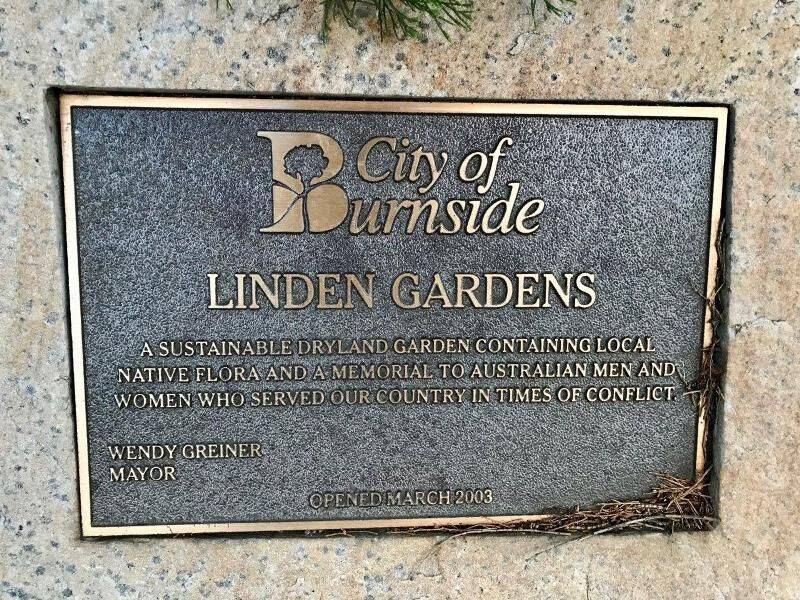 City of
Burnside
LINDEN GARDENS
A SUSTAINABLE DRYLAND GARDEN CONTAINING LOCAL
NATIVE FLORA AND A MEMORIAL TO AUSTRALIAN MEN AND
WOMEN WHO SERVED OUR COUNTRY IN TIMES OF CONFLICT.
WENDY GREINER
MAYOR
OPENED MARCH 2003